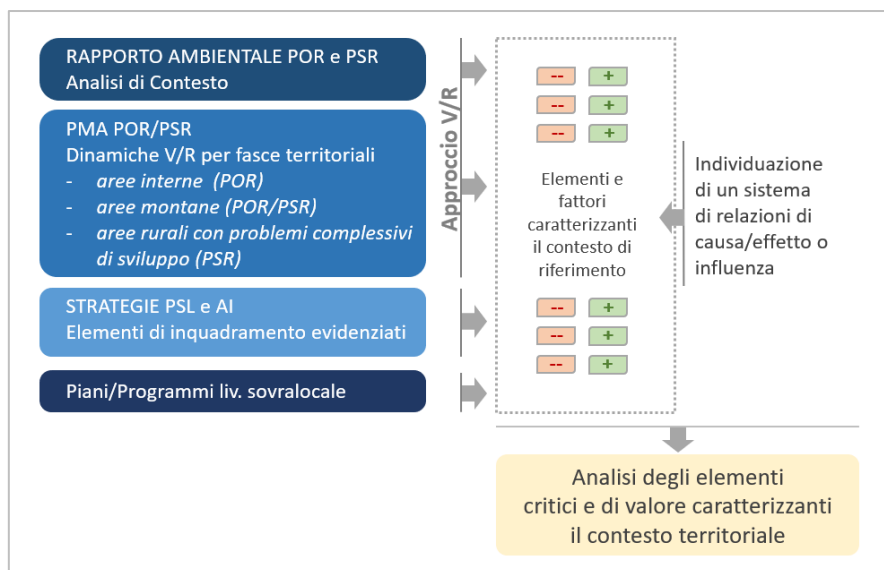 RAPPORTO AMBIENTALE POR e PSR
Analisi di Contesto
PMA POR/PSR
Dinamiche V/R per fasce territoriali
- aree interne (POR)
- aree montane (POR/PSR)
- aree rurali con problemi complessivi
di sviluppo (PSR)
STRATEGIE PSL e AI
Elementi di inquadramento evidenziati
Piani/Programmi liv. sovralocale
Approccio V/R
-- +
-- +
-- +
Elementi e
fattori
caratterizzanti
il contesto di
riferimento
-- +
-- +
-- +
Individuazione
di un sistema
di relazioni di
causa/effetto o
influenza
Analisi degli elementi
critici e di valore caratterizzanti
il contesto territoriale